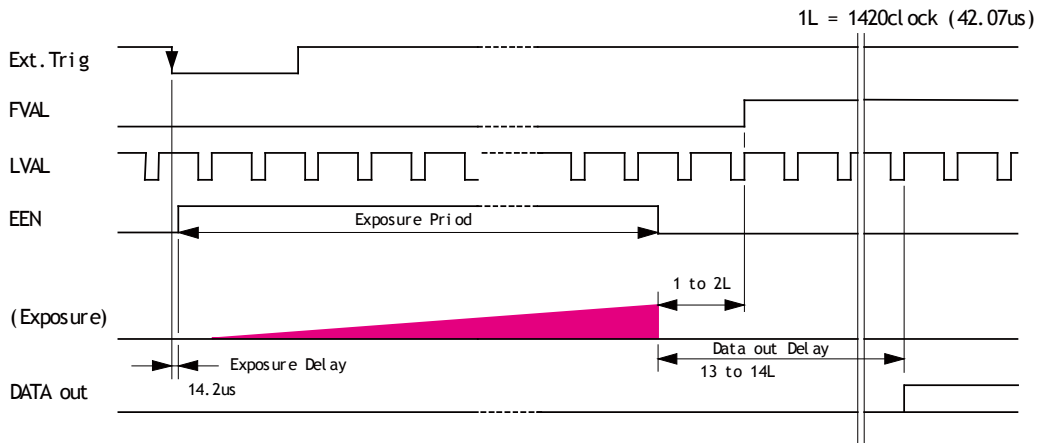 1L = 1420clock (42.07us)
Ext.Trig
FVAL
LVAL
EEN
Exposure Priod
1 to 2L
(Exposure)
Data out Delay
Exposure Delay
13 to 14L
14.2us
DATA out